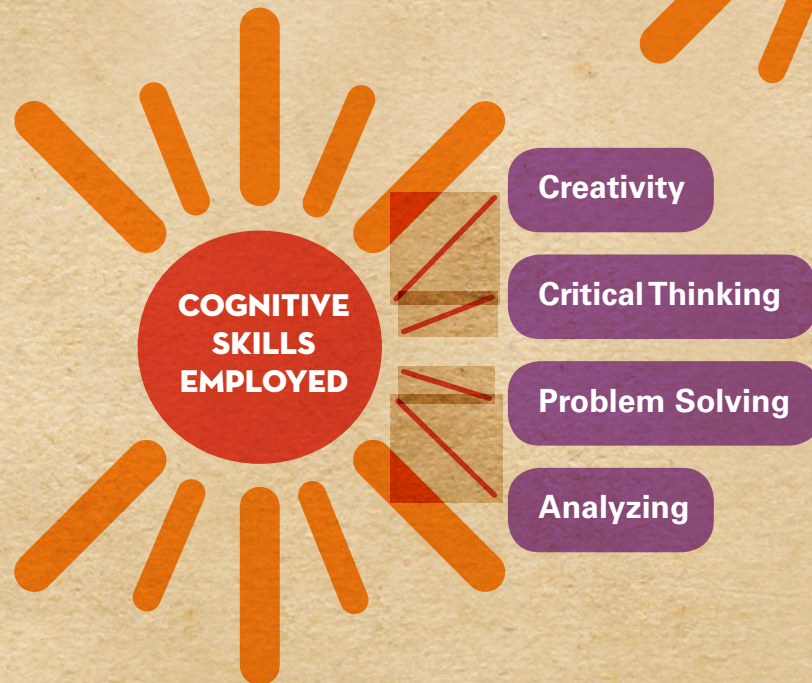 COGNITIVE
SKILLS
EMPLOYED
Creativity
Critical Thinking
Problem Solving
Analyzing